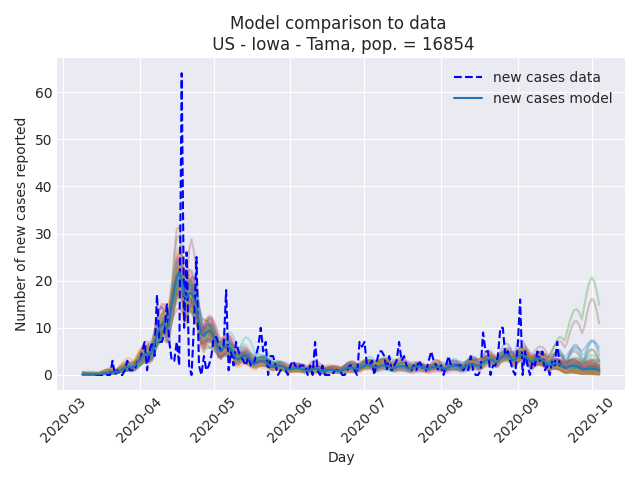 Model comparison to data
US - Iowa - Tama, pop. = 16854
new cases data
new cases model
Number of new cases reported
60
50
40
30
20
10
0
2020-03
2020-04
2020-05
2020-06
2020-07
2020-08
2020-09
2020-10
Day